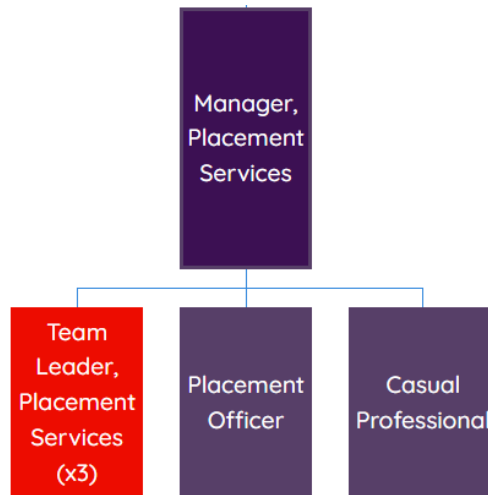 Manager,
Placement
Services
Team
Leader,
Placement
Services
(x3)
Placement
Officer
Casual
Professional